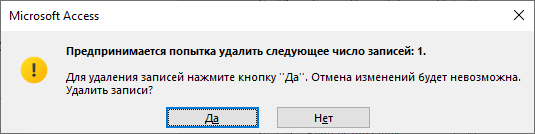 Microsoft Access
Предпринимается попытка удалить следующее число записей: 1.
Для удаления записей нажмите кнопку "Да". Отмена изменений будет невозможна.
Удалить записи?
Да Нет